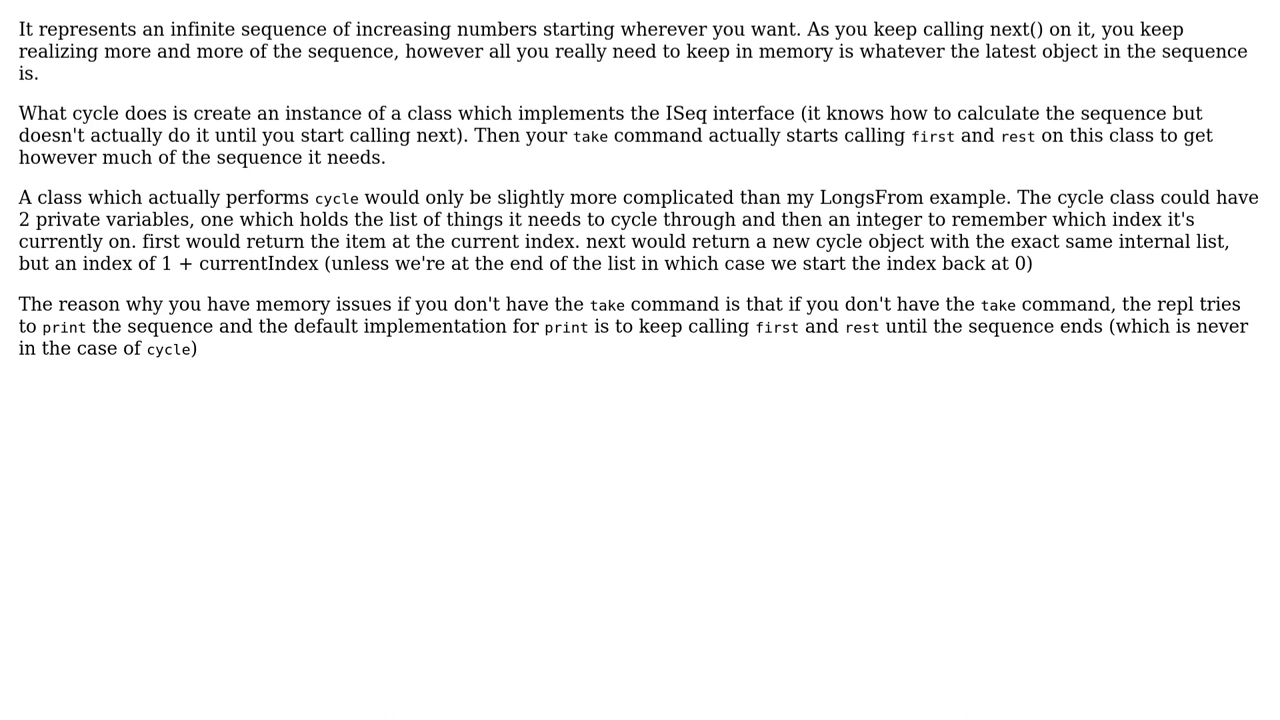 It represents an infinite sequence of increasing numbers starting wherever you want. As you keep calling next() on it, you keep
realizing more and more of the sequence, however all you really need to keep in memory is whatever the latest object in the sequence
is.
What cycle does is create an instance of a class which implements the ISeq interface (it knows how to calculate the sequence but
doesn't actually do it until you start calling next). Then your take command actually starts calling first and rest on this class to get
however much of the sequence it needs.
A class which actually performs cycle would only be slightly more complicated than my LongsFrom example. The cycle class could have
2 private variables, one which holds the list of things it needs to cycle through and then an integer to remember which index it's
currently on. first would return the item at the current index. next would return a new cycle object with the exact same internal list,
but an index of 1 + currentIndex (unless we're at the end of the list in which case we start the index back at 0)
The reason why you have memory issues if you don't have the take command is that if you don't have the take command, the repl tries
to print the sequence and the default implementation for print is to keep calling first and rest until the sequence ends (which is never
in the case of cycle)